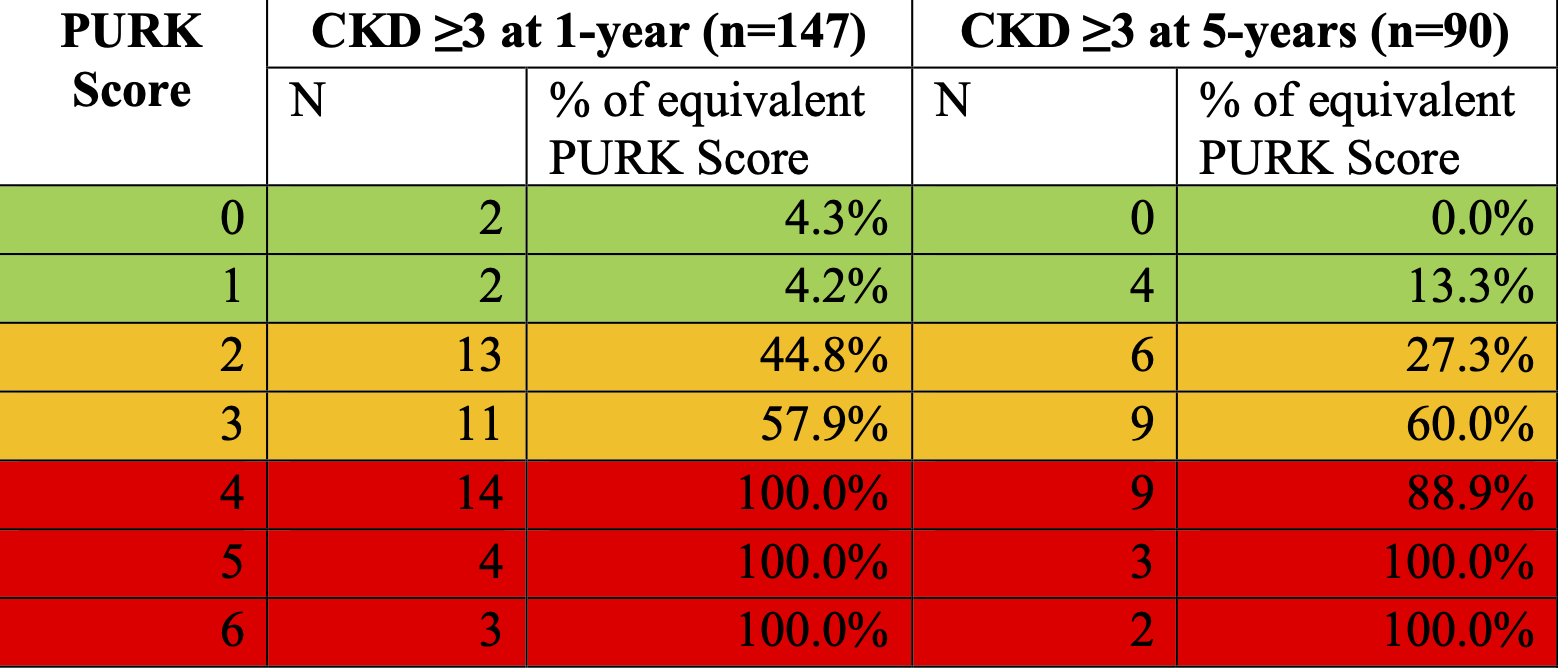 PURK Score CKD ≥3 at 1-year (n=147) CKD ≥3 at 5-years (n=90)
N % of equivalent PURK Score N % of equivalent PURK Score
0 2 4.3% 0 0.0%
1 2 4.2% 4 13.3%
2 13 44.8% 6 27.3%
3 11 57.9% 9 60.0%
4 14 100.0% 9 88.9%
5 4 100.0% 3 100.0%
6 3 100.0% 2 100.0%